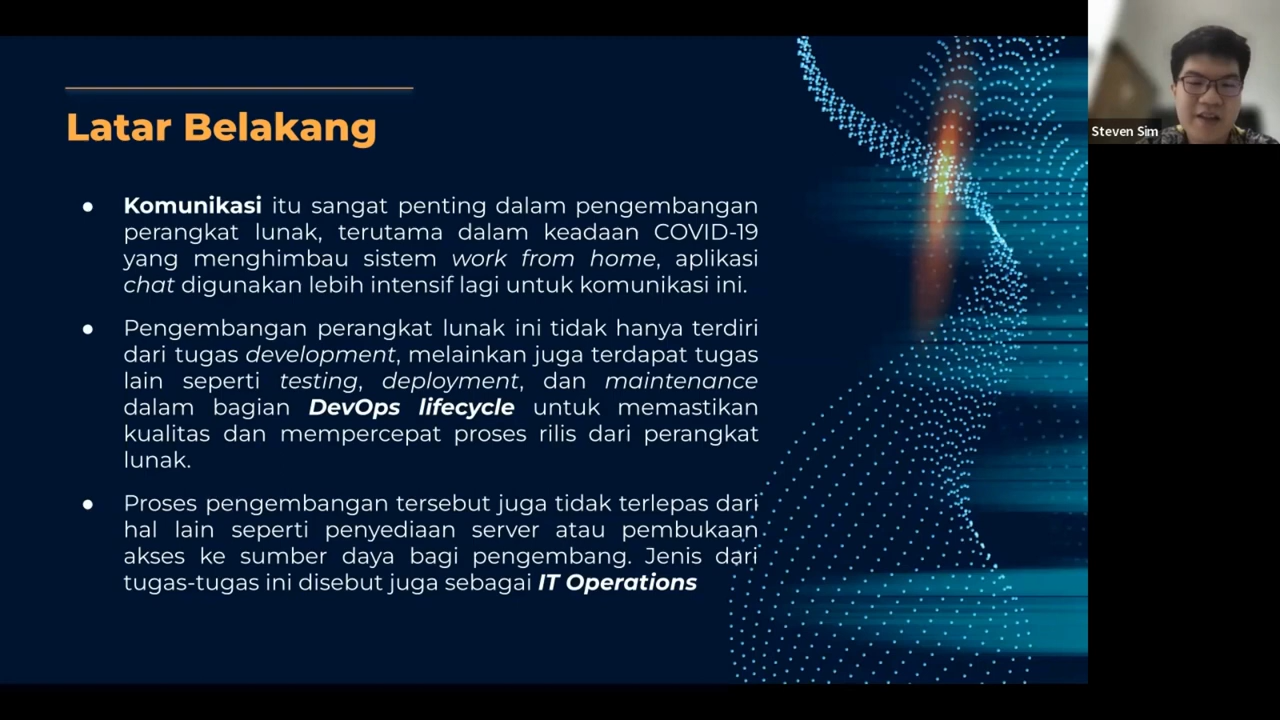 Latar Belakang
● Komunikasi itu sangat penting dalam pengembangan
perangkat lunak, terutama dalam keadaan COVID-19
yang menghimbau sistem work from home, aplikasi
chat digunakan lebih intensif lagi untuk komunikasi ini.
● Pengembangan perangkat lunak ini tidak hanya terdiri
dari tugas development, melainkan juga terdapat tugas
lain seperti testing, deployment, dan maintenance
dalam bagian DevOps lifecycle untuk memastikan
kualitas dan mempercepat proses rilis dari perangkat
lunak.
● Proses pengembangan tersebut juga tidak terlepas dari
hal lain seperti penyediaan server atau pembukaan
akses ke sumber daya bagi pengembang. Jenis dari
tugas-tugas ini disebut juga sebagai IT Operations
Steven Sim